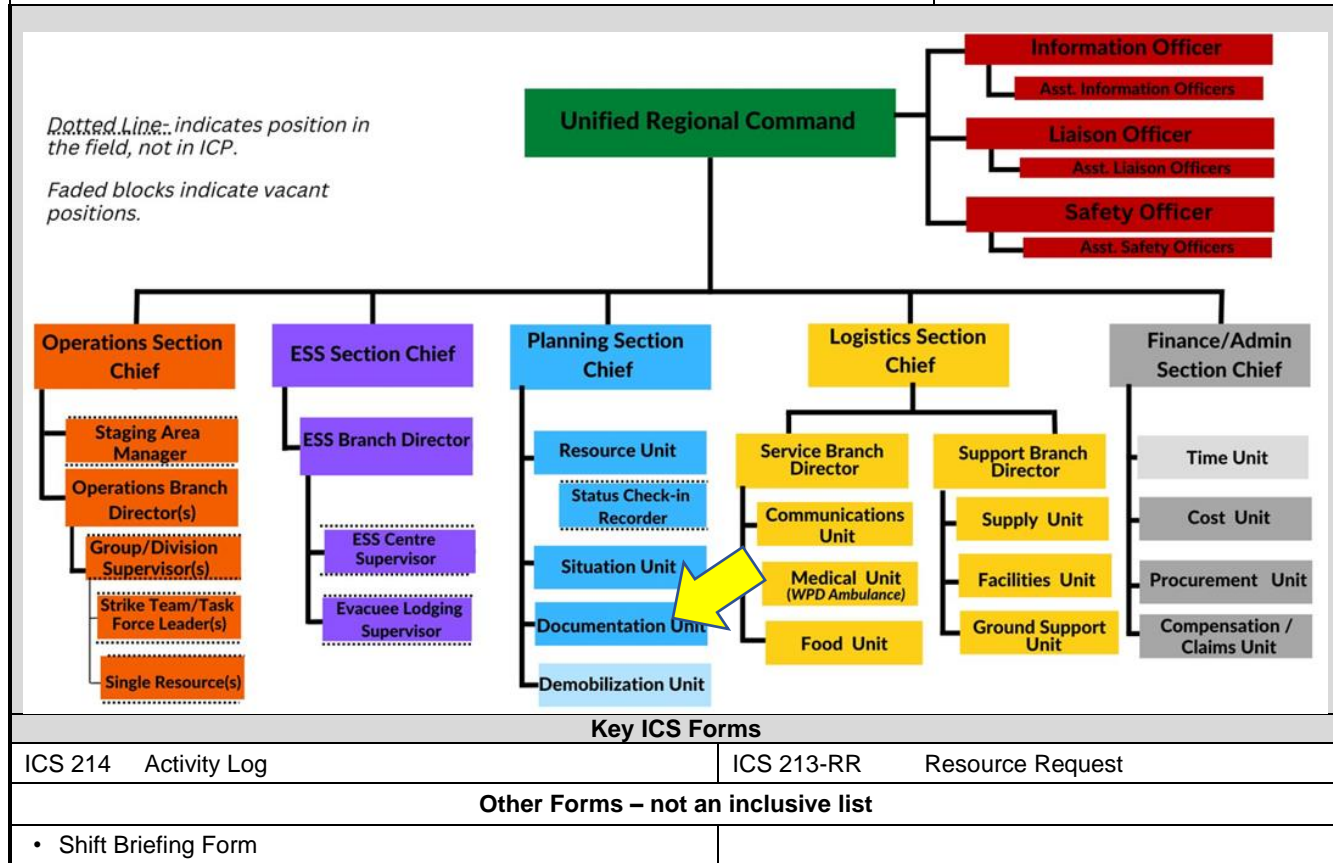 Information Officer
Asst. Information Officers
Unified Regional Command
Dotted Line- indicates position in
the field, not in ICP.
Liaison Officer
Asst. Liaison Officers
Faded blocks indicate vacant
positions.
Safety Officer
Asst. Safety Officers
Operations Section
Chief
ESS Section Chief
Planning Section
Chief
Logistics Section
Chief
Finance/Admin
Section Chief
Staging Area
Manager
Operations Branch
Director(s)
Group/Division
Supervisor(s)
Strike Team/Task
Force Leader(s)
Single Resource(s)
ESS Branch Director
ESS Centre
Supervisor
Evacuee Lodging
Supervisor
Resource Unit
Status Check-in
Recorder
Situation Unit
Documentation Unit
Demobilization Unit
Service Branch
Director
Communications
Unit
Medical Unit
(WPD Ambulance)
Food Unit
Support Branch
Director
Supply Unit
Facilities Unit
Ground Support
Unit
Time Unit
Cost Unit
Procurement Unit
Compensation /
Claims Unit
Key ICS Forms
ICS 214 Activity Log
ICS 213-RR Resource Request
Other Forms – not an inclusive list
• Shift Briefing Form